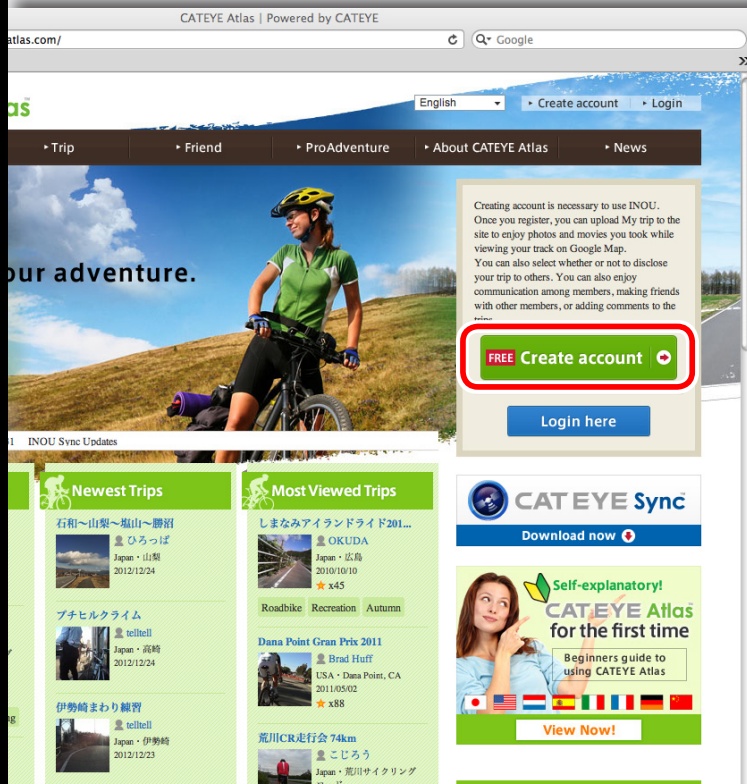 CATEYE Atlas | Powered by CATEYE
atlas.com/
Google
as
English
Create account
Login
Trip
Friend
ProAdventure
About CATEYE Atlas
News
our adventure.
Creating account is necessary to use INOU.
Once you register, you can upload My trip to the
site to enjoy photos and movies you took while
viewing your track on Google Map.
You can also select whether or not to disclose
your trip to others. You can also enjoy
communication among members, making friends
with other members, or adding comments to the
trips.
FREE Create account
Login here
INOU Sync Updates
Newest Trips
石和〜山梨〜塩山〜勝沼
ひろっぱ
Japan・山梨
2012/12/24
プチヒルクライム
telltell
Japan・高崎
2012/12/24
伊勢崎まわり練習
telltell
Japan・伊勢崎
2012/12/23
Most Viewed Trips
しまなみアイランドライド201...
OKUDA
Japan・広島
2010/10/10
x45
Roadbike Recreation Autumn
Dana Point Gran Prix 2011
Brad Huff
USA・Dana Point, CA
2011/05/02
x88
荒川CR走行会 74km
こじろう
Japan・荒川サイクリング
CATEYE Sync
Download now
Self-explanatory!
CATEYE Atlas
for the first time
Beginners guide to
using CATEYE Atlas
View Now!